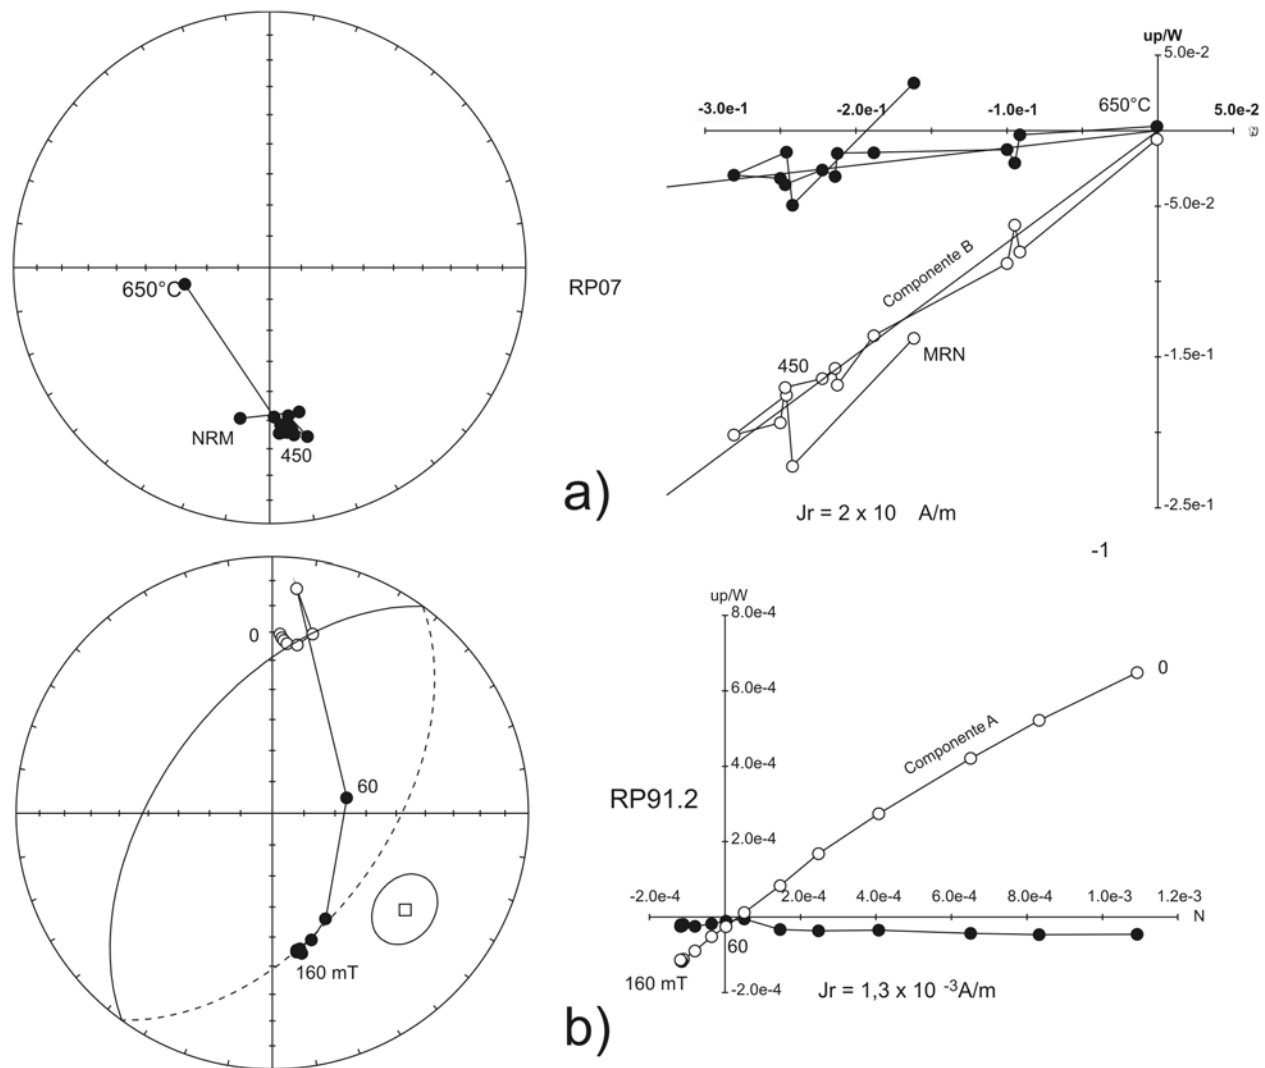 650°C
NRM
450
RP07
a)
up/W
5.0e-2
-3.0e-1
-2.0e-1
-1.0e-1
650°C
5.0e-2
N
-5.0e-2
Componente B
450
MRN
-1.5e-1
-2.5e-1
Jr = 2 x 10 A/m
-1
0
60
160 mT
RP91.2
b)
up/W
8.0e-4
6.0e-4
4.0e-4
2.0e-4
0
Componente A
-2.0e-4
2.0e-4
4.0e-4
6.0e-4
8.0e-4
1.0e-3
1.2e-3
N
60
160 mT
-2.0e-4
Jr = 1,3 x 10 -3A/m